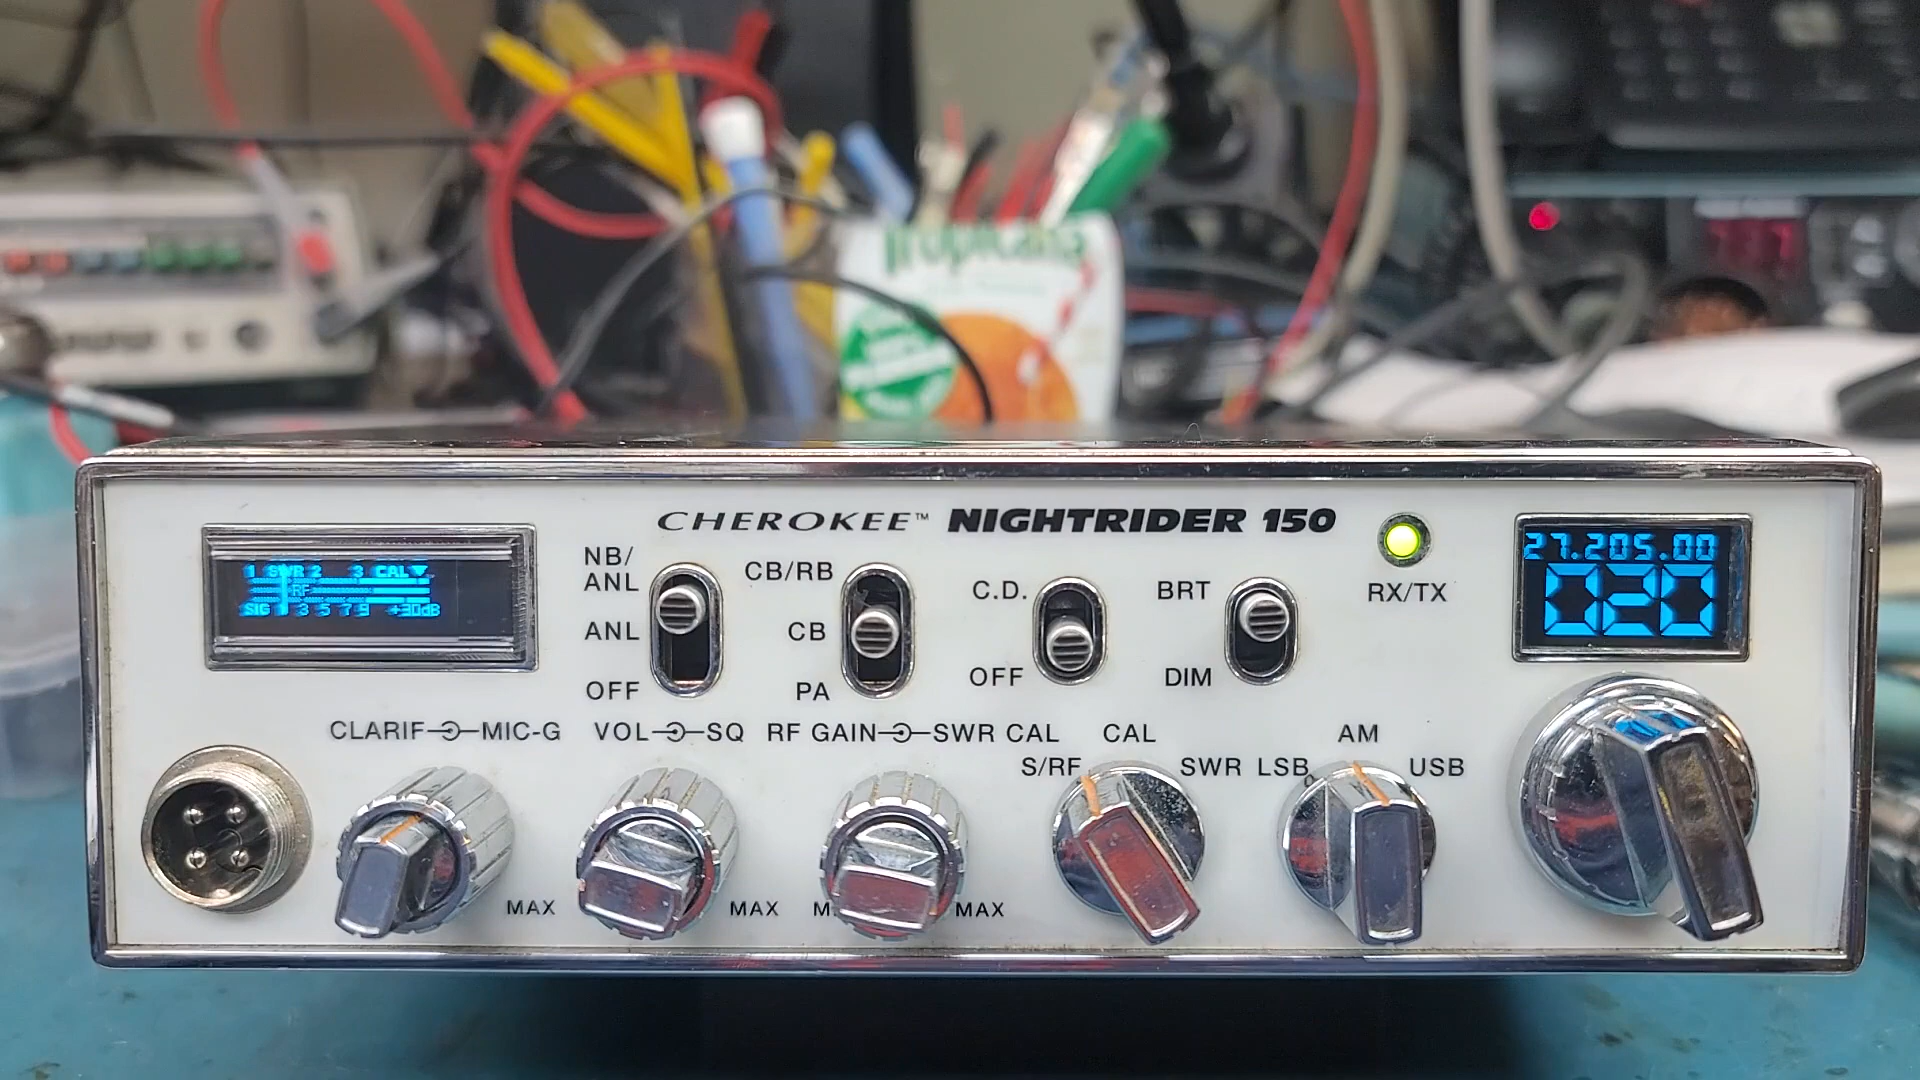 Tropicana
CHEROKEE™ NIGHTRIDER 150
1 SWR 2 3 CAL▼
RF
SIG 1 3 5 7 9 +30dB
NB/
ANL
ANL
OFF
CB/RB
CB
PA
C.D.
OFF
BRT
DIM
RX/TX
27.205.00
020
CLARIF MIC-G
VOL SQ
RF GAIN SWR CAL
CAL
S/RF SWR
AM
LSB USB
MAX
MAX
MAX